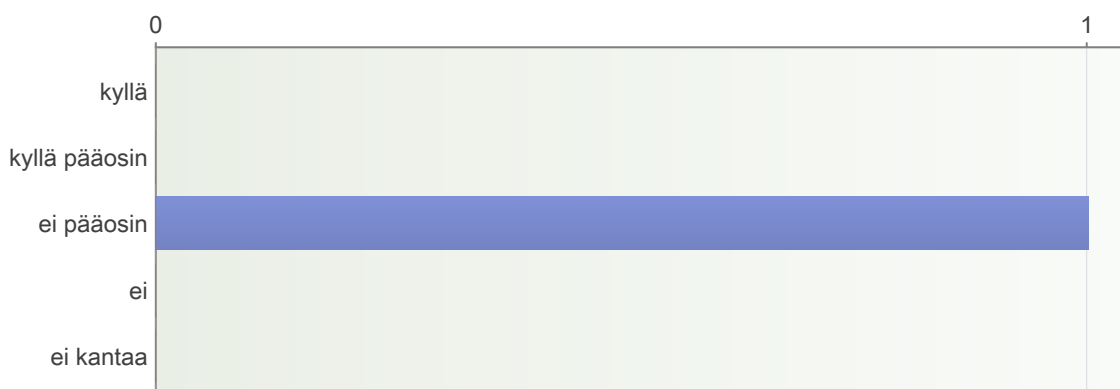 0 1
kyllä
kyllä pääosin
ei pääosin
ei
ei kantaa